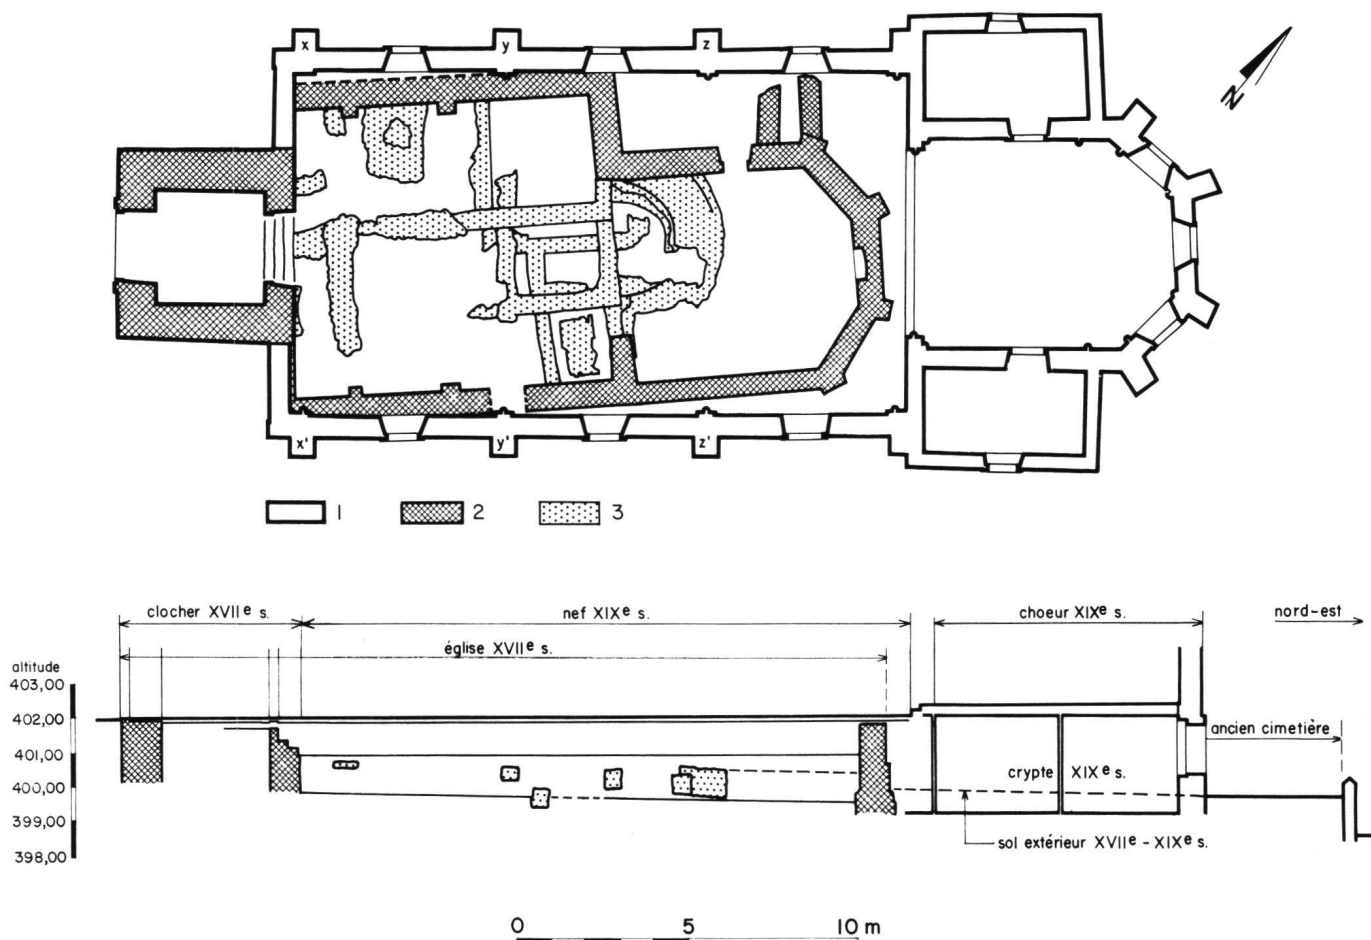 x y z
N
x' y' z'
1 2 3
clocher XVIIe s. nef XIXe s. choeur XIXe s. nord-est
église XVIIe s.
altitude
403,00
402,00
ancien cimetière
401,00
crypte XIXe s.
400,00
399,00
sol extérieur XVIIe - XIXe s.
398,00
0 5 10 m